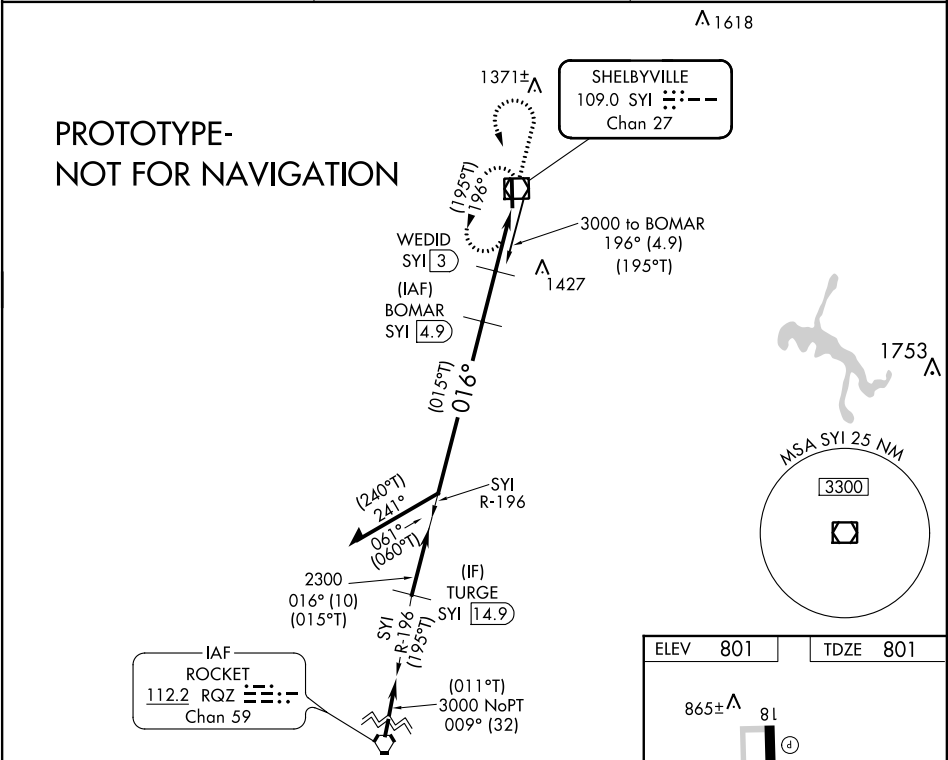 1618
1371±
SHELBYVILLE
109.0 SYI
Chan 27
PROTOTYPE-
NOT FOR NAVIGATION
(195°T)
196°
3000 to BOMAR
196° (4.9)
(195°T)
WEDID
SYI 3
1427
(IAF)
BOMAR
SYI 4.9
1753
(015°T)
016°
MSA SYI 25 NM
3300
SYI
R-196
(240°T)
241°
061°
(060°T)
2300
016° (10)
(015°T)
(IF)
TURGE
SYI 14.9
SYI
R-196
(195°T)
IAF
ROCKET
112.2 RQZ
Chan 59
(011°T)
3000 NoPT
009° (32)
ELEV 801
TDZE 801
865±
18
P